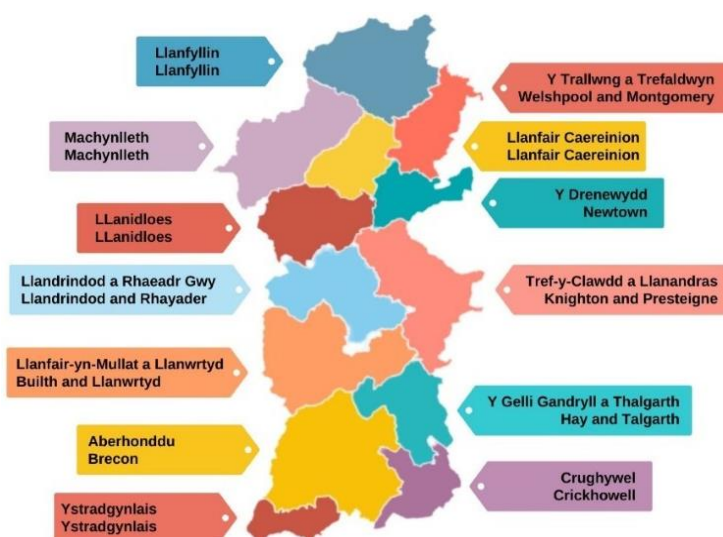 Llanfyllin
Llanfyllin
Y Trallwng a Trefaldwyn
Welshpool and Montgomery
Machynlleth
Machynlleth
Llanfair Caereinion
Llanfair Caereinion
LLanidloes
LLanidloes
Y Drenewydd
Newtown
Llandrindod a Rhaeadr Gwy
Llandrindod and Rhayader
Tref-y-Clawdd a Llanandras
Knighton and Presteigne
Llanfair-yn-Mullat a Llanwrtyd
Builth and Llanwrtyd
Y Gelli Gandryll a Thalgarth
Hay and Talgarth
Aberhonddu
Brecon
Crughywel
Crickhowell
Ystradgynlais
Ystradgynlais